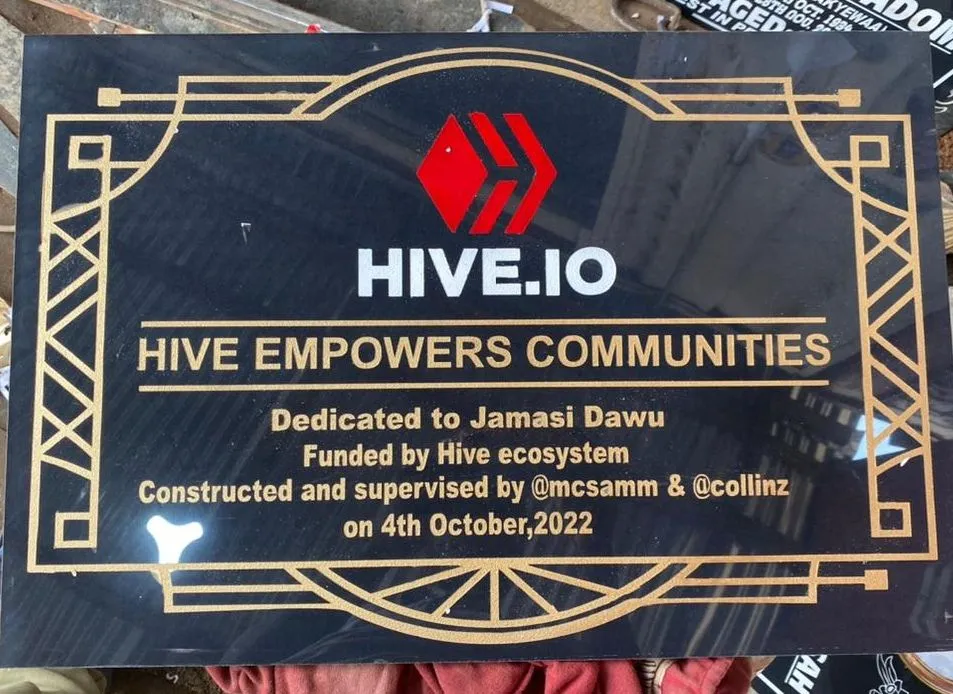 HIVE.IO
HIVE EMPOWERS COMMUNITIES
Dedicated to Jamasi Dawu
Funded by Hive ecosystem
Constructed and supervised by @mcsamm & @collinz
on 4th October,2022